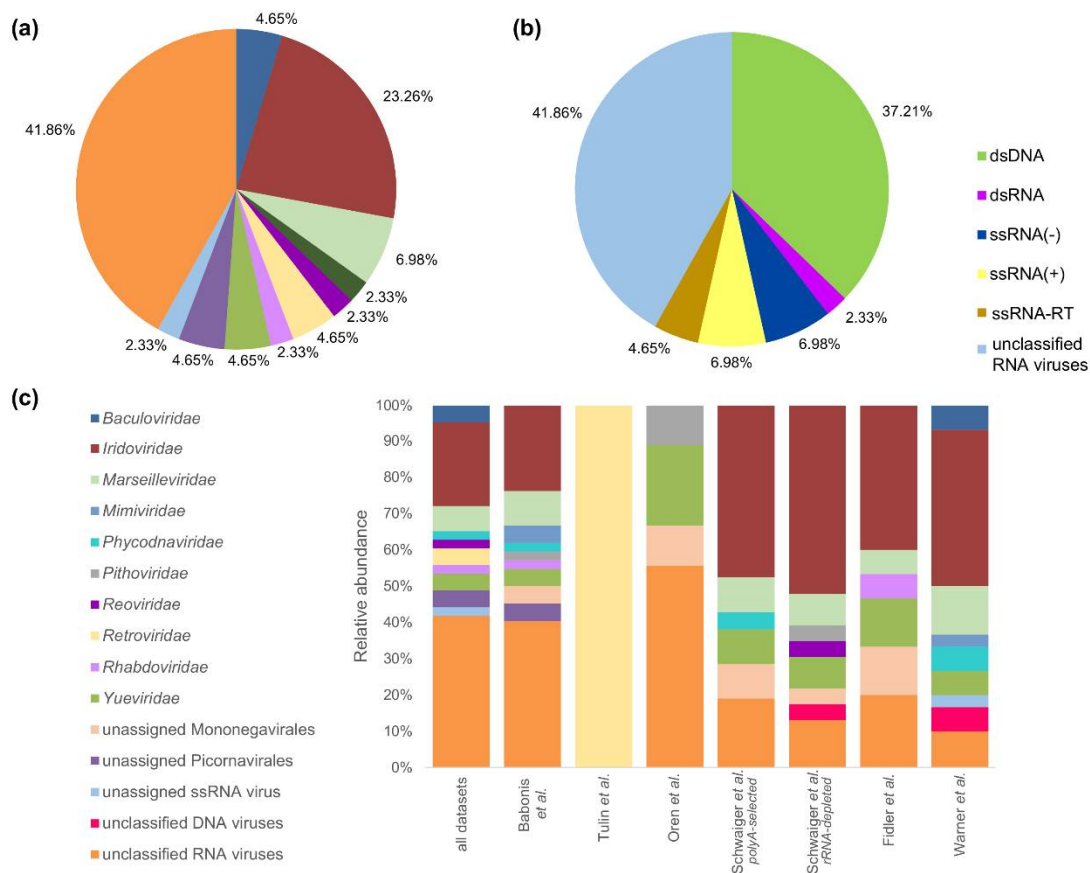 (a)
4.65%
23.26%
6.98%
2.33%
2.33%
4.65%
2.33%
4.65%
4.65%
2.33%
41.86%
(b)
37.21%
2.33%
6.98%
6.98%
4.65%
41.86%
dsDNA
dsRNA
ssRNA(-)
ssRNA(+)
ssRNA-RT
unclassified
RNA viruses
(c)
Baculoviridae
Iridoviridae
Marseilleviridae
Mimiviridae
Phycodnaviridae
Pithoviridae
Reoviridae
Retroviridae
Rhabdoviridae
Yueviridae
unassigned Mononegavirales
unassigned Picornavirales
unassigned ssRNA virus
unclassified DNA viruses
unclassified RNA viruses
Relative abundance
100%
90%
80%
70%
60%
50%
40%
30%
20%
10%
0%
all datasets
Babonis
et al.
Tulin et al.
Oren et al.
Schwaiger et al.
polyA-selected
Schwaiger et al.
rRNA-depleted
Fidler et al.
Warner et al.